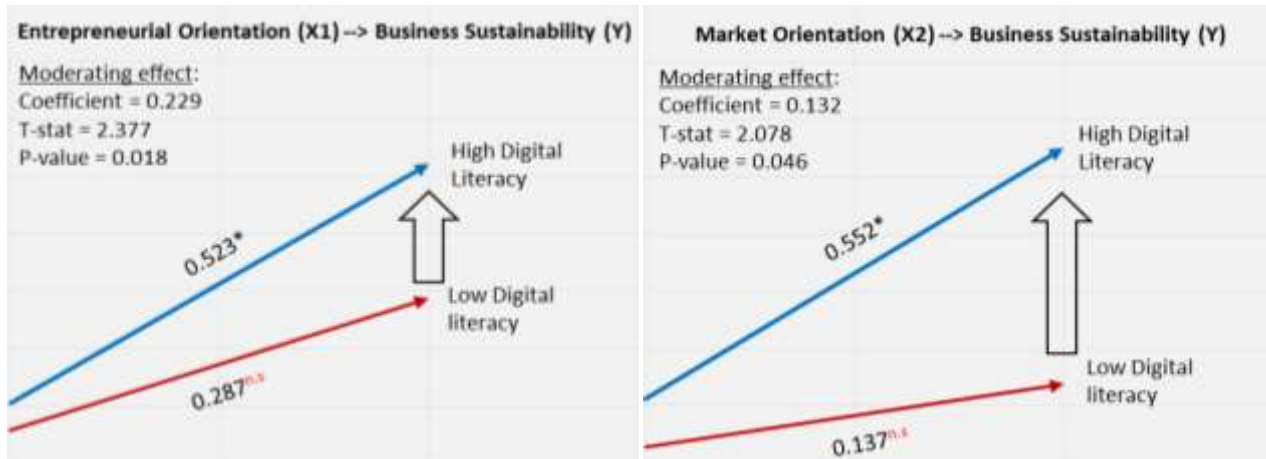 Entrepreneurial Orientation (X1) --> Business Sustainability (Y)
Moderating effect:
Coefficient = 0.229
T-stat = 2.377
P-value = 0.018
High Digital
Literacy
0.523*
Low Digital
literacy
0.287n.s
Market Orientation (X2) --> Business Sustainability (Y)
Moderating effect:
Coefficient = 0.132
T-stat = 2.078
P-value = 0.046
High Digital
Literacy
0.552*
Low Digital
literacy
0.137n.s